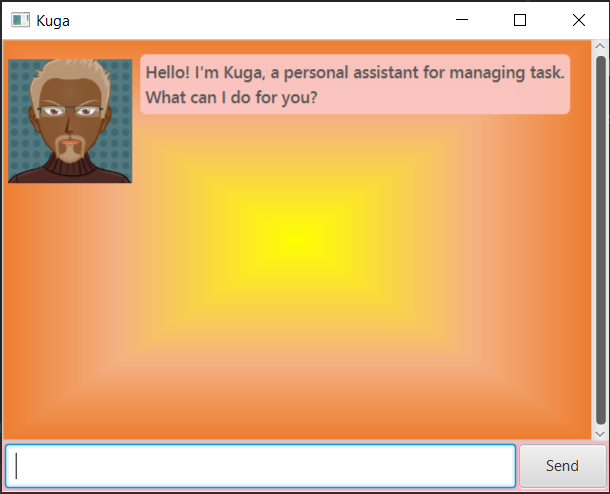 Kuga
Hello! I'm Kuga, a personal assistant for managing task.
What can I do for you?
Send